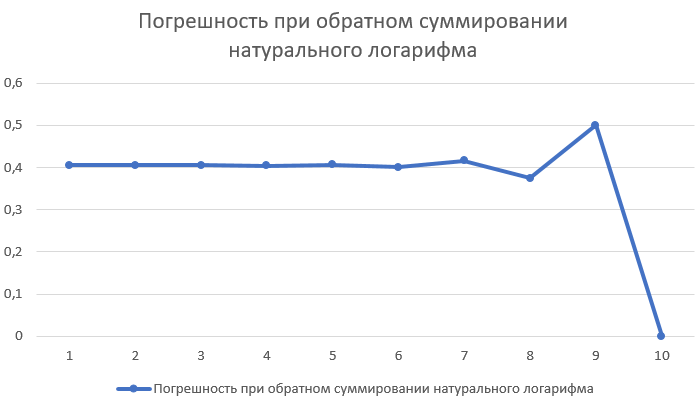 Погрешность при обратном суммировании
натурального логарифма
0,6
0,5
0,4
0,3
0,2
0,1
0
1 2 3 4 5 6 7 8 9 10
Погрешность при обратном суммировании натурального логарифма